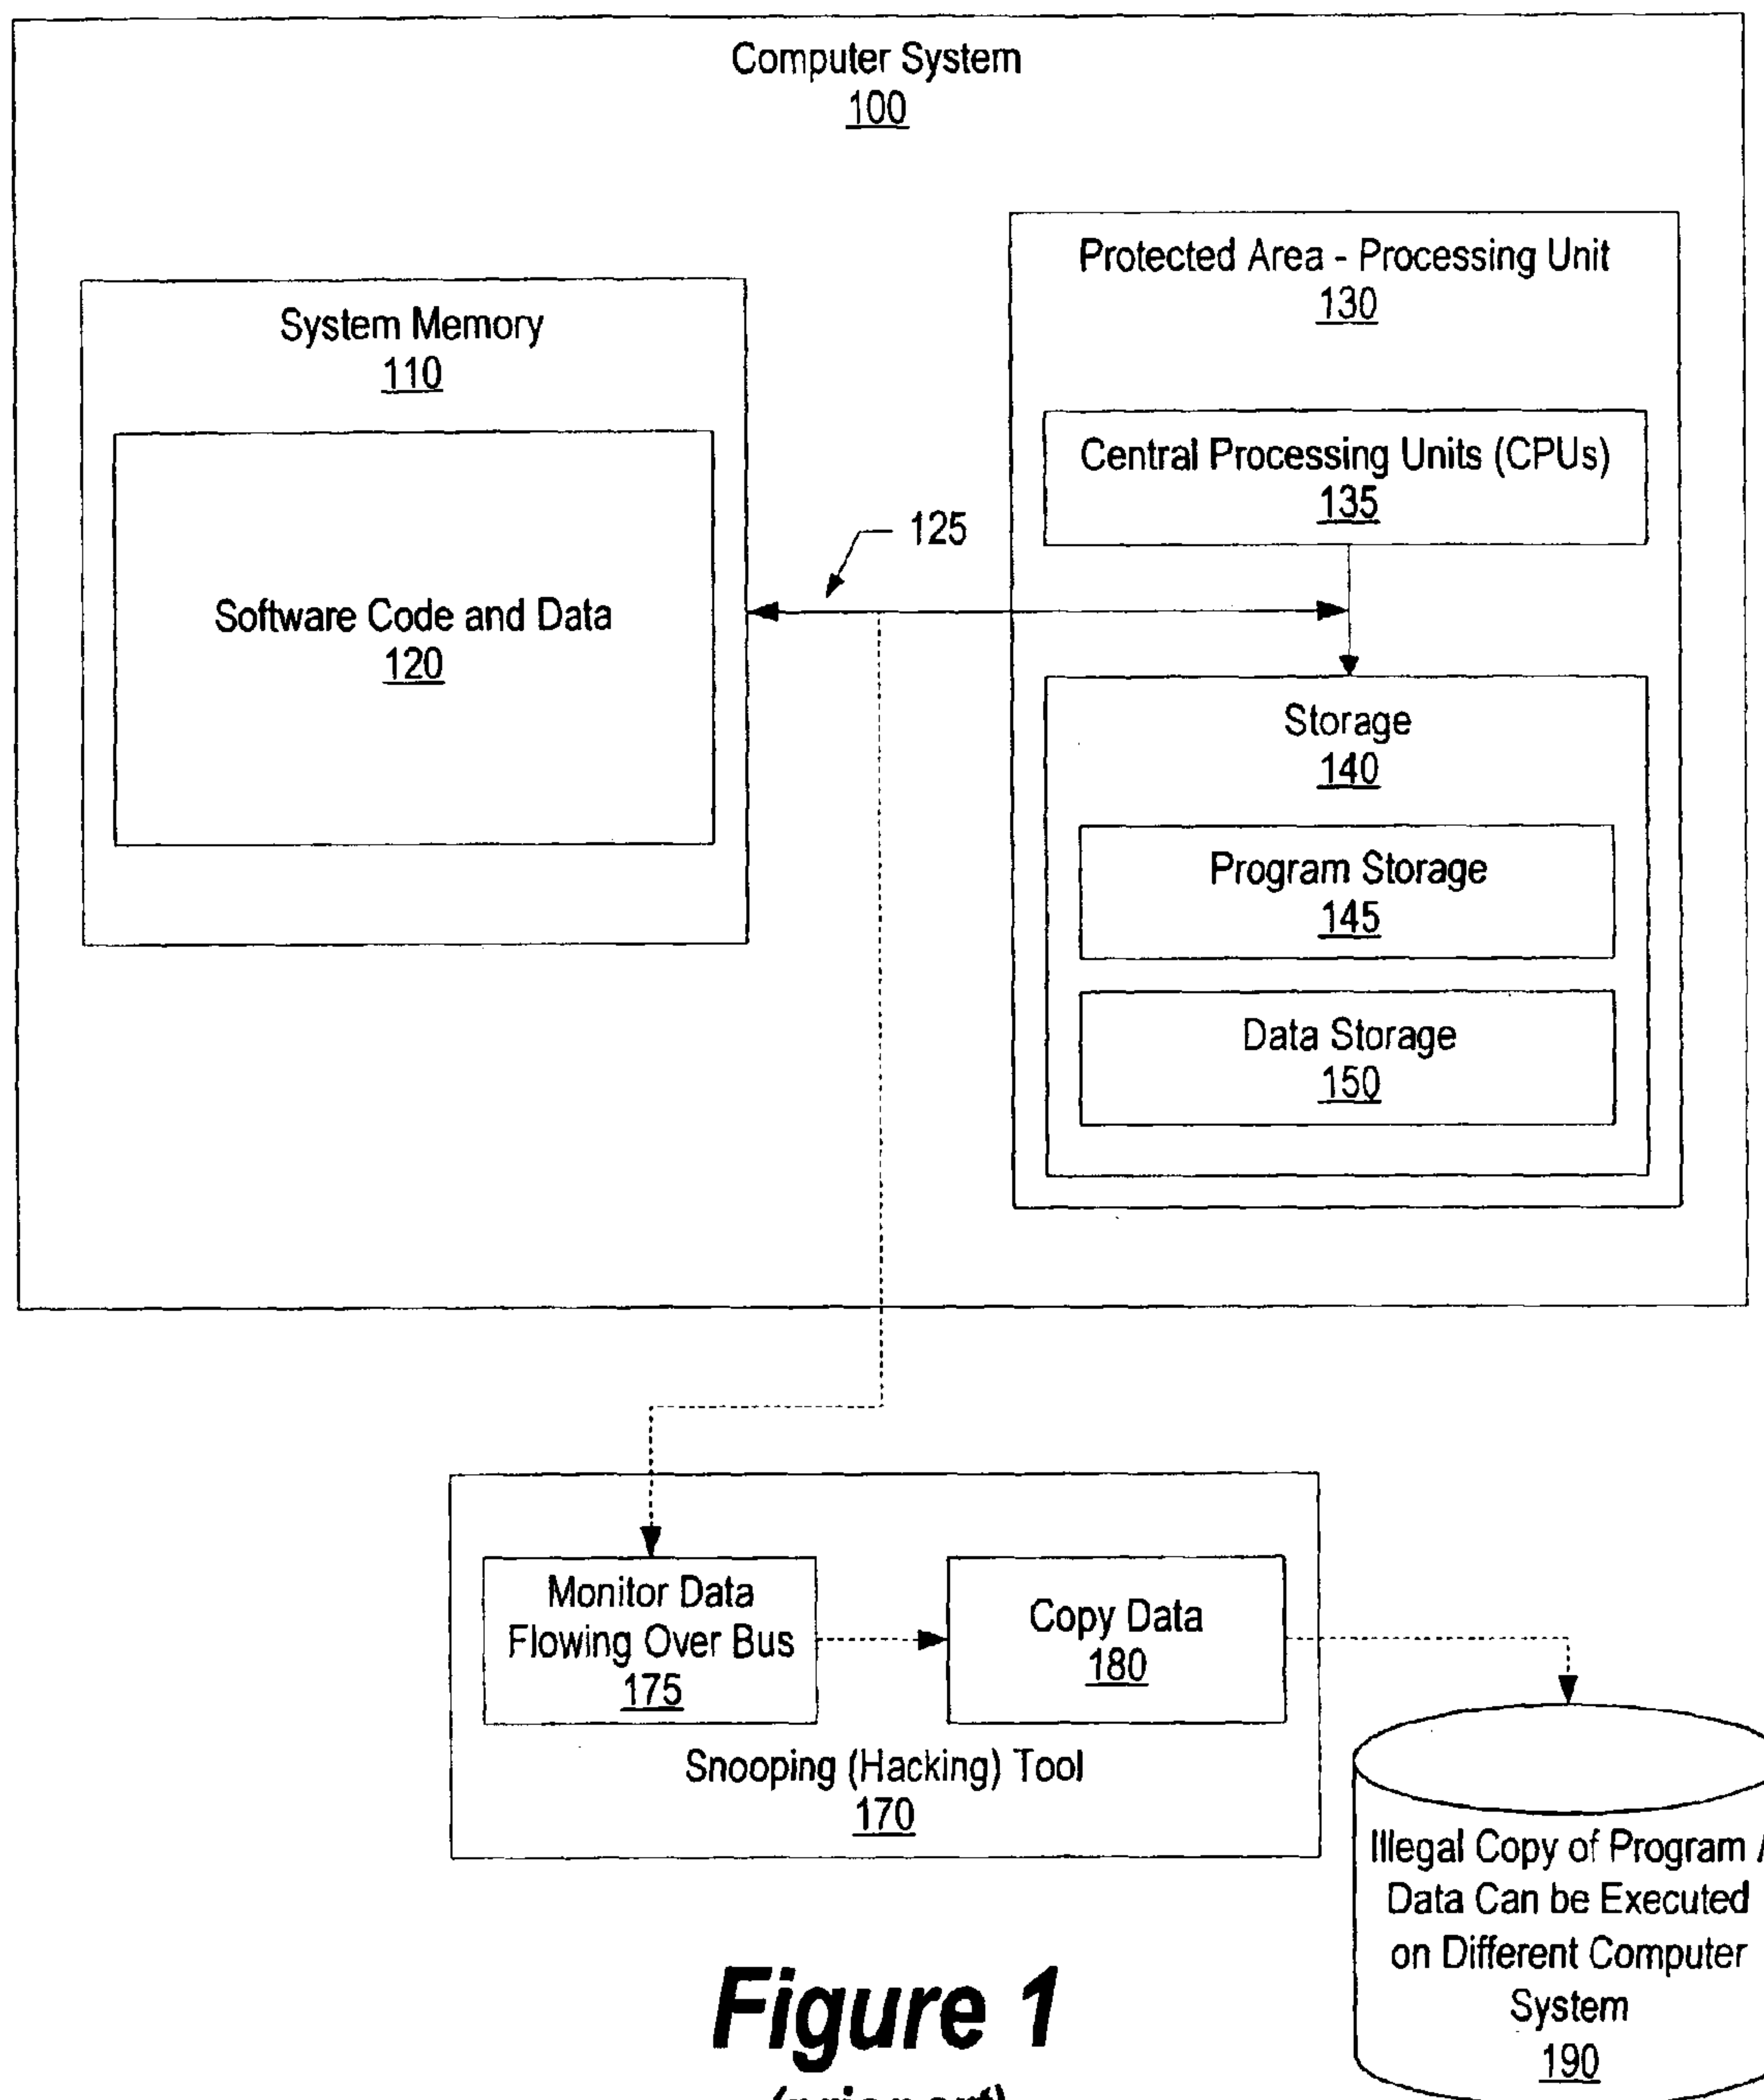 Computer System
100
Protected Area - Processing Unit
130
System Memory
110
Central Processing Units (CPUs)
135
125
Software Code and Data
120
Storage
140
Program Storage
145
Data Storage
150
Monitor Data
Flowing Over Bus
175
Copy Data
180
Snooping (Hacking) Tool
170
Illegal Copy of Program /
Data Can be Executed
on Different Computer
System
190
Figure 1
(prior art)